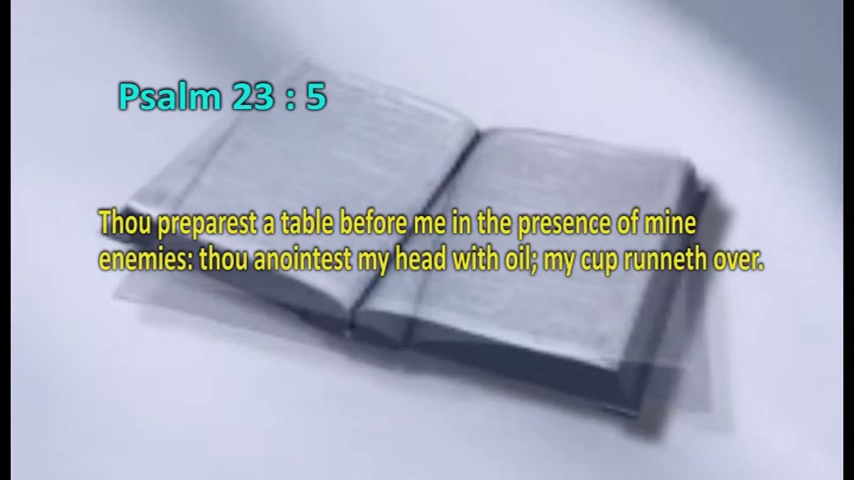 Psalm 23 : 5
Thou preparest a table before me in the presence of mine
enemies: thou anointest my head with oil; my cup runneth over.